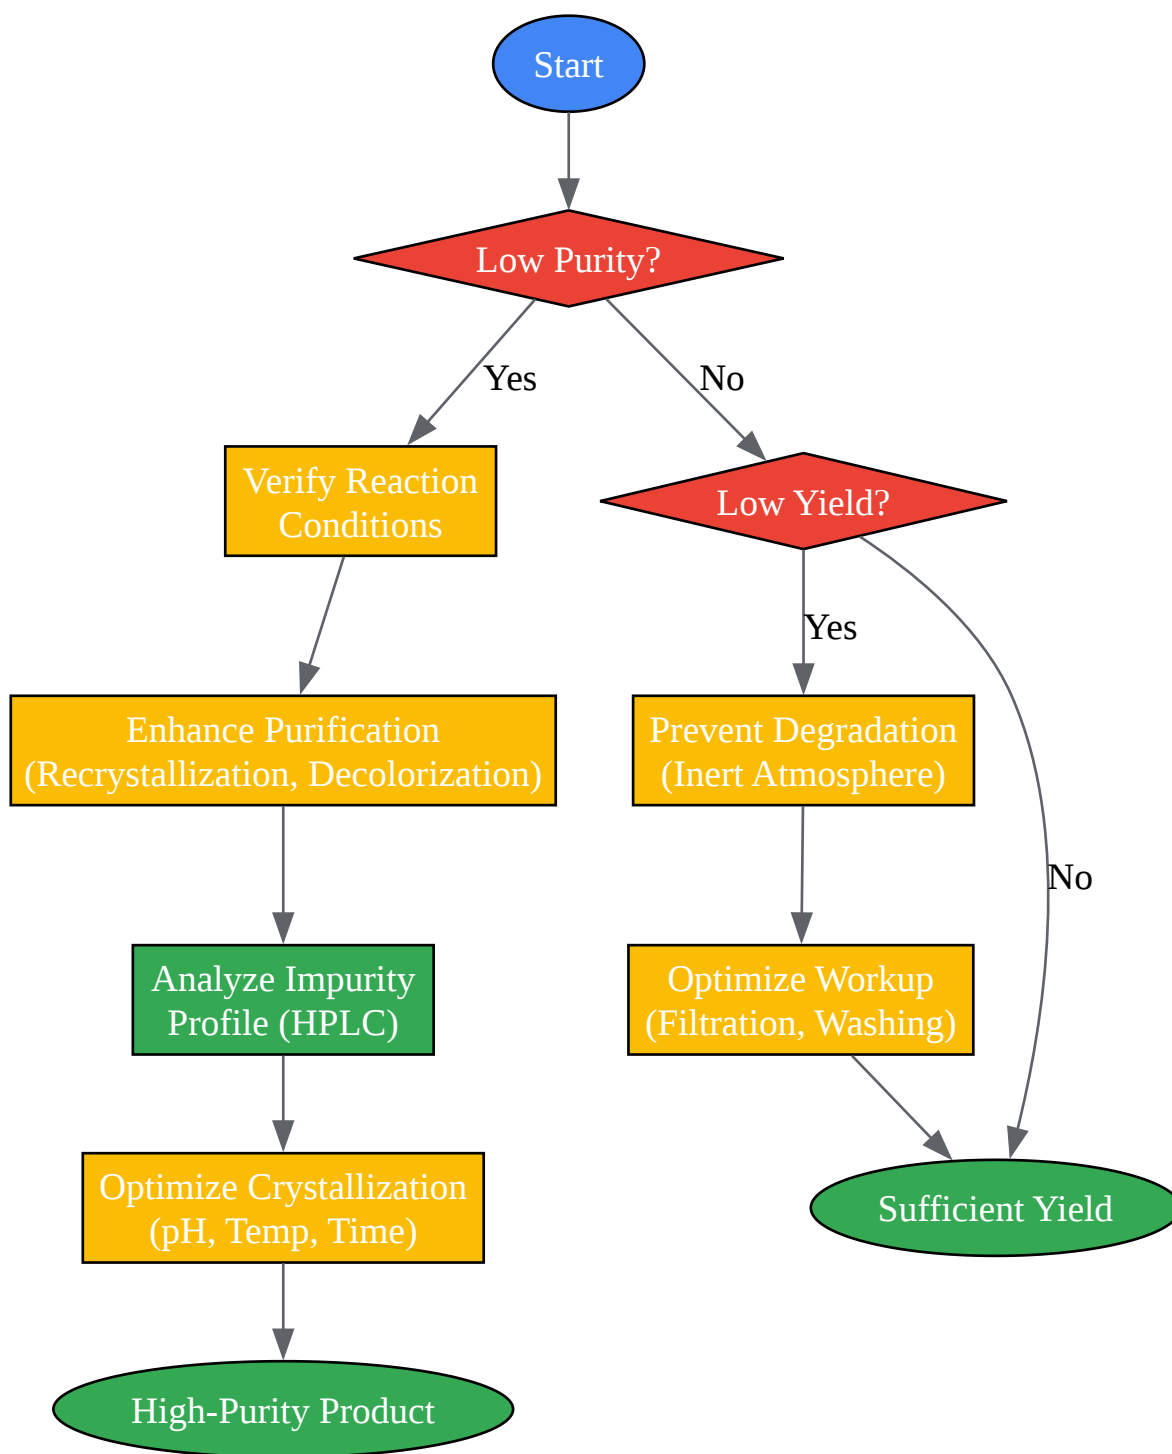 Start
Low Purity?
Yes
No
Verify Reaction
Conditions
Low Yield?
Yes
Enhance Purification
(Recrystallization, Decolorization)
Prevent Degradation
(Inert Atmosphere)
No
Analyze Impurity
Profile (HPLC)
Optimize Workup
(Filtration, Washing)
Optimize Crystallization
(pH, Temp, Time)
Sufficient Yield
High-Purity Product